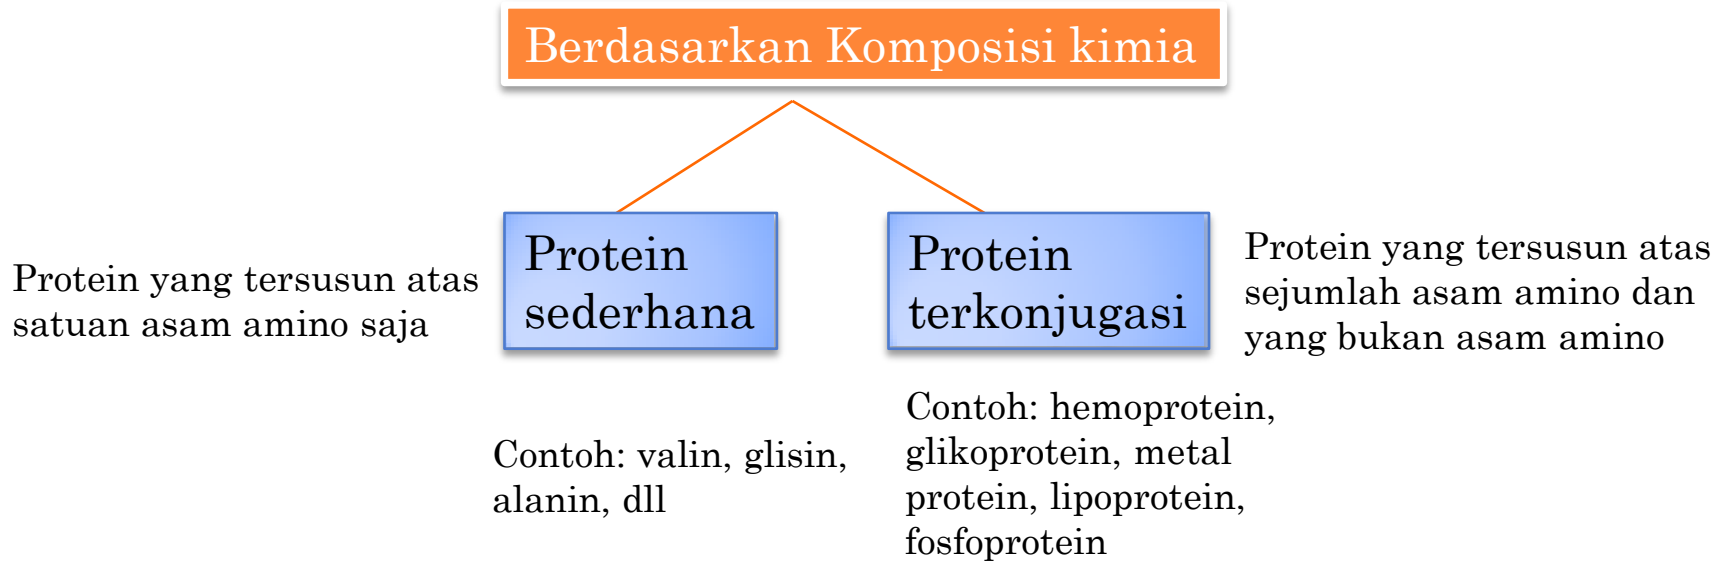 Berdasarkan Komposisi kimia
Protein yang tersusun atas
satuan asam amino saja
Protein
sederhana
Protein
terkonjugasi
Protein yang tersusun atas
sejumlah asam amino dan
yang bukan asam amino
Contoh: valin, glisin,
alanin, dll
Contoh: hemoprotein,
glikoprotein, metal
protein, lipoprotein,
fosfoprotein